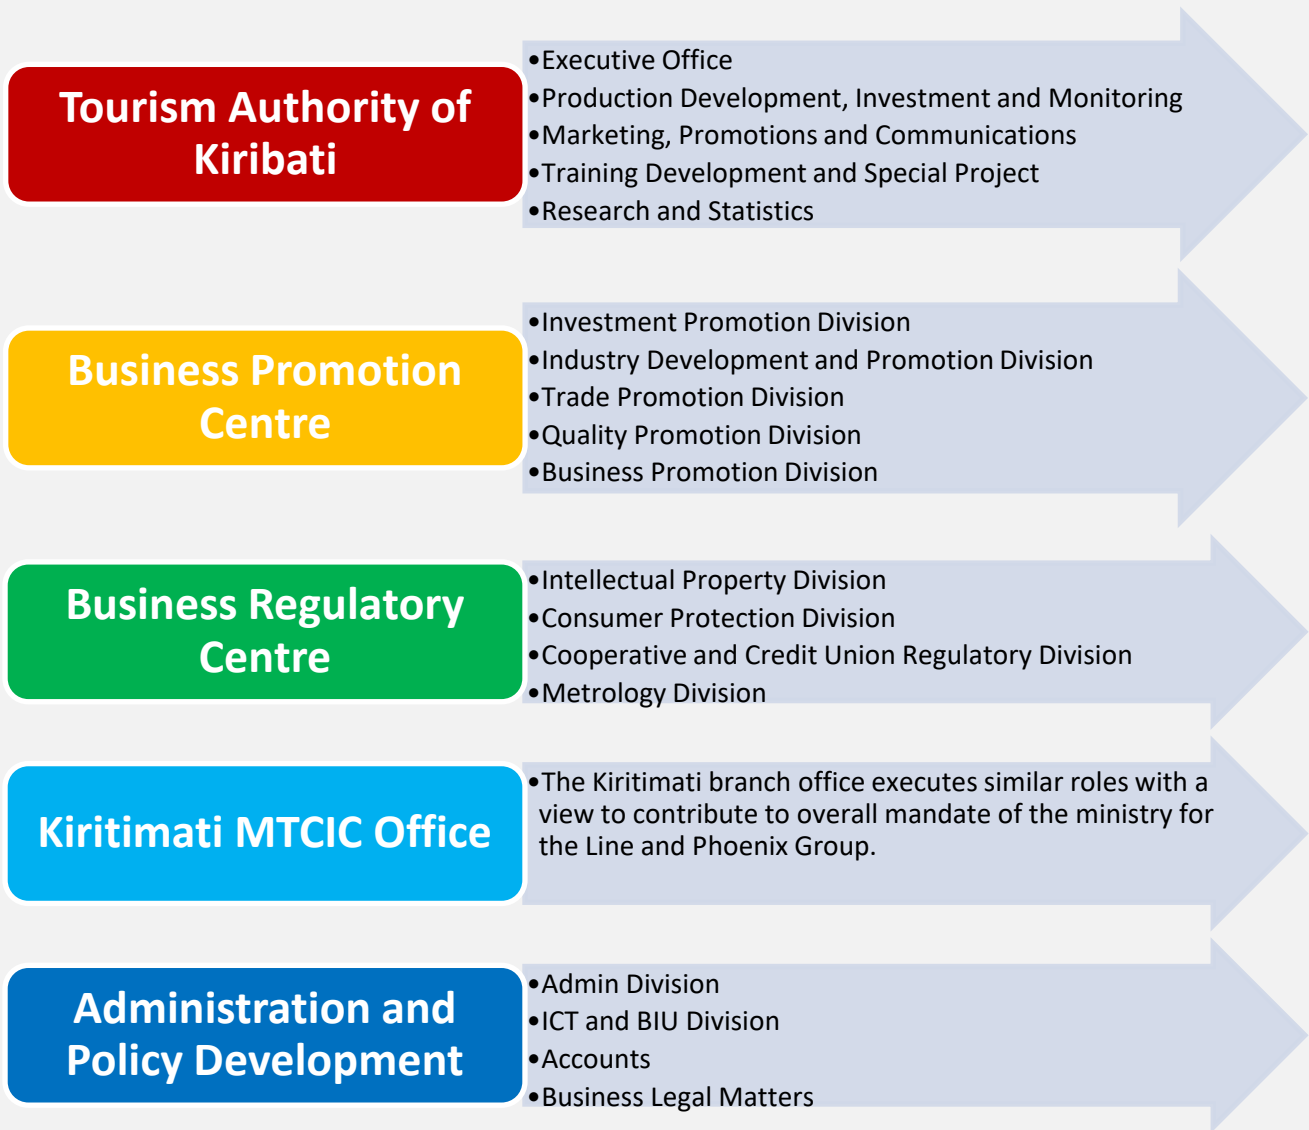 Tourism Authority of
Kiribati
•Executive Office
•Production Development, Investment and Monitoring
•Marketing, Promotions and Communications
•Training Development and Special Project
•Research and Statistics
Business Promotion
Centre
•Investment Promotion Division
•Industry Development and Promotion Division
•Trade Promotion Division
•Quality Promotion Division
•Business Promotion Division
Business Regulatory
Centre
•Intellectual Property Division
•Consumer Protection Division
•Cooperative and Credit Union Regulatory Division
•Metrology Division
Kiritimati MTCIC Office
•The Kiritimati branch office executes similar roles with a
view to contribute to overall mandate of the ministry for
the Line and Phoenix Group.
Administration and
Policy Development
•Admin Division
•ICT and BIU Division
•Accounts
•Business Legal Matters